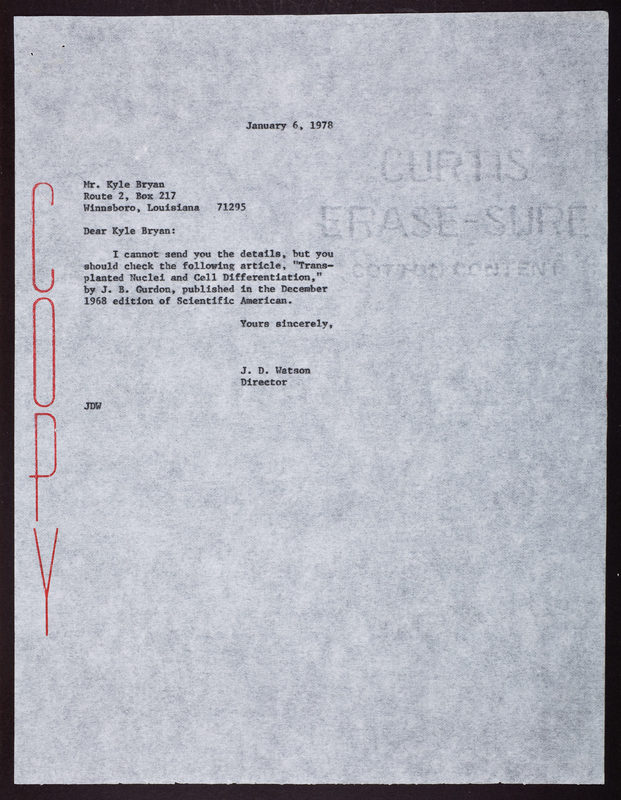 January 6, 1978
Mr. Kyle Bryan
Route 2, Box 217
Winnsboro, Louisiana 71295
Dear Kyle Bryan:
I cannot send you the details, but you
should check the following article, "Trans-
planted Nuclei and Cell Differentiation,"
by J. B. Gurdon, published in the December
1968 edition of Scientific American.
Yours sincerely,
J. D. Watson
Director
JDW
COPY
CURTIS
ERASE-SURE
COTTON CONTENT